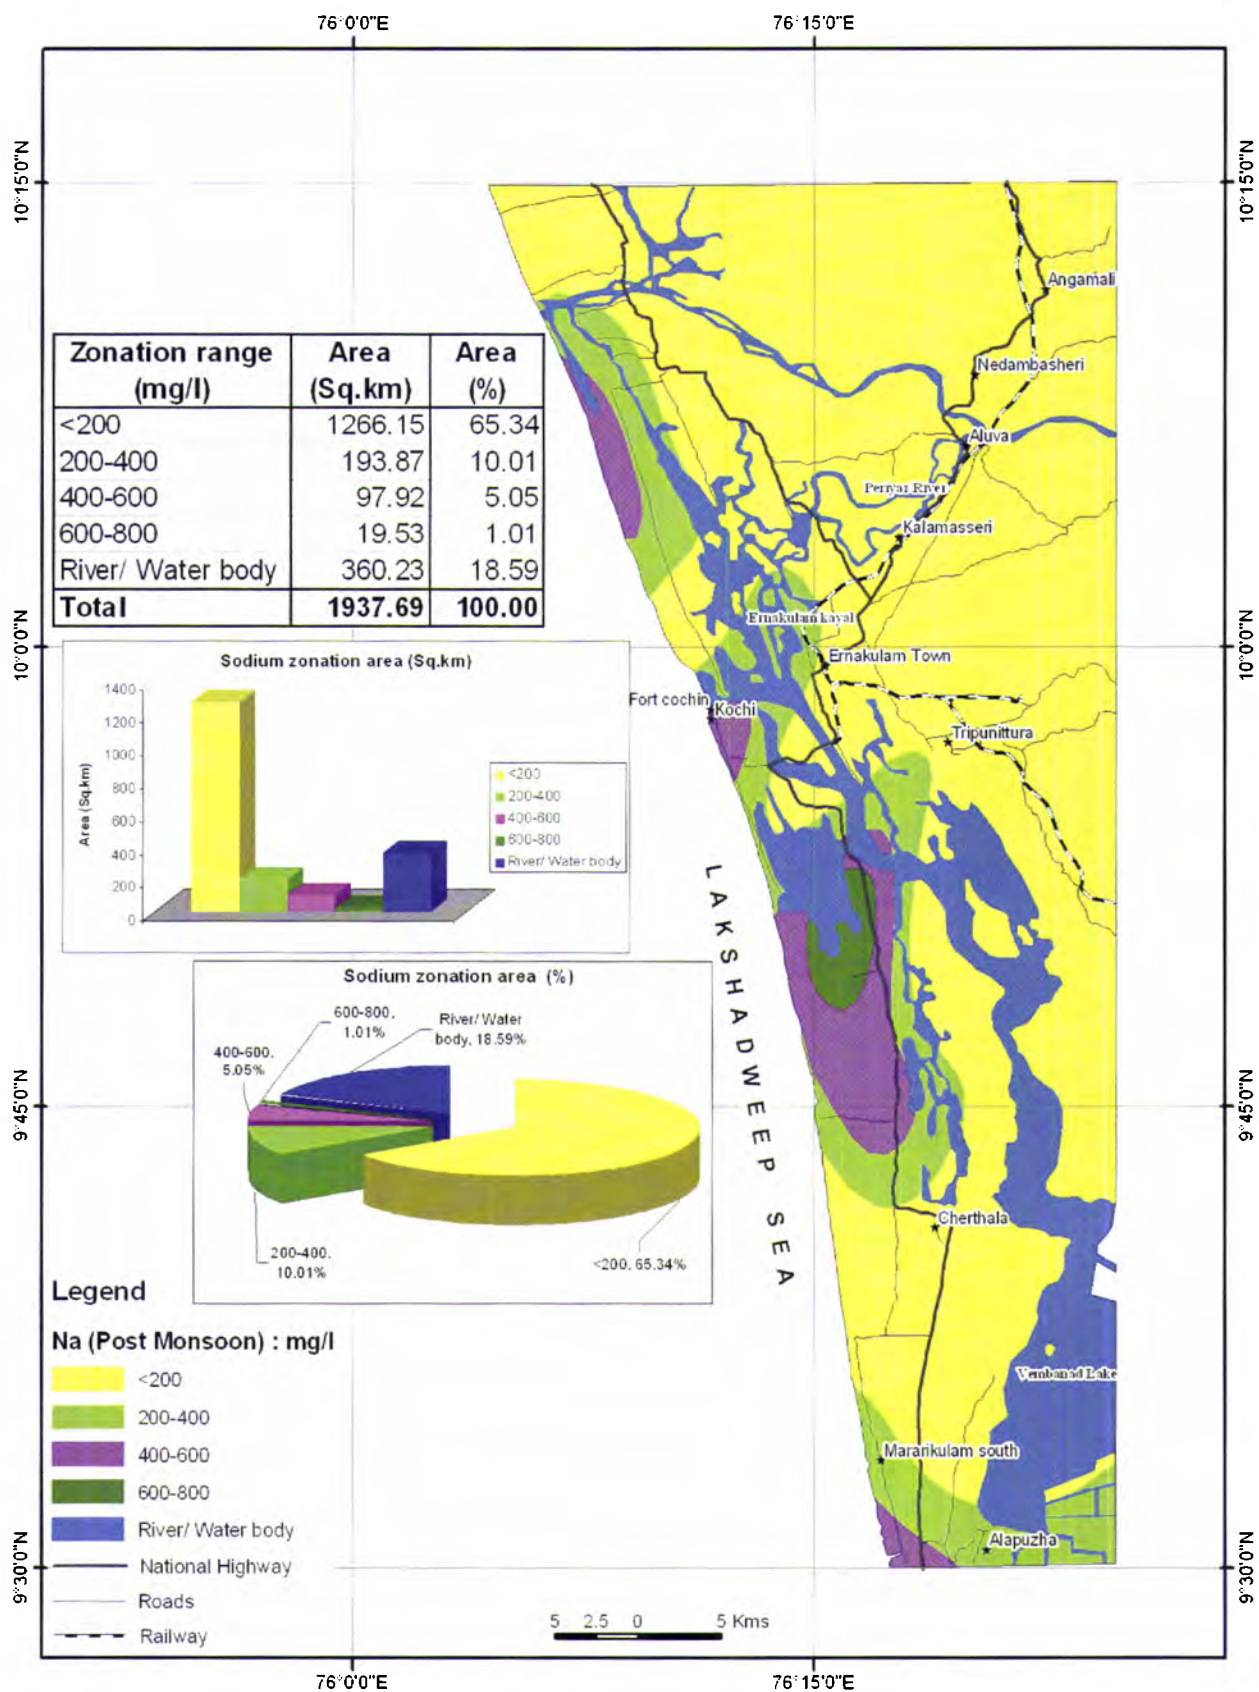 76°0'0"E 76°15'0"E
10°15'0"N 10°15'0"N
Angamali
Nedambasheri
Aluva
Periyar River
Kalamasseri
Ernakulam kayal
Ernakulam Town
Fort cochin
Kochi
Tripunittura
Zonation range (mg/l) Area (Sq.km) Area (%)
<200 1266.15 65.34
200-400 193.87 10.01
400-600 97.92 5.05
600-800 19.53 1.01
River/ Water body 360.23 18.59
Total 1937.69 100.00
10°0'0"N 10°0'0"N
Sodium zonation area (Sq.km)
Area (Sq.km)
1400
1200
1000
800
600
400
200
0
<200
200-400
400-600
600-800
River/ Water body
LAKSHADWEEP SEA
Sodium zonation area (%)
600-800,
1.01%
River/ Water
body, 18.59%
400-600,
5.05%
200-400,
10.01%
<200, 65.34%
9°45'0"N 9°45'0"N
Cherthala
Vembanad Lake
Mararikulam south
Alapuzha
Legend
Na (Post Monsoon) : mg/l
<200
200-400
400-600
600-800
River/ Water body
National Highway
Roads
Railway
9°30'0"N 9°30'0"N
5 2.5 0 5 Kms
76°0'0"E 76°15'0"E